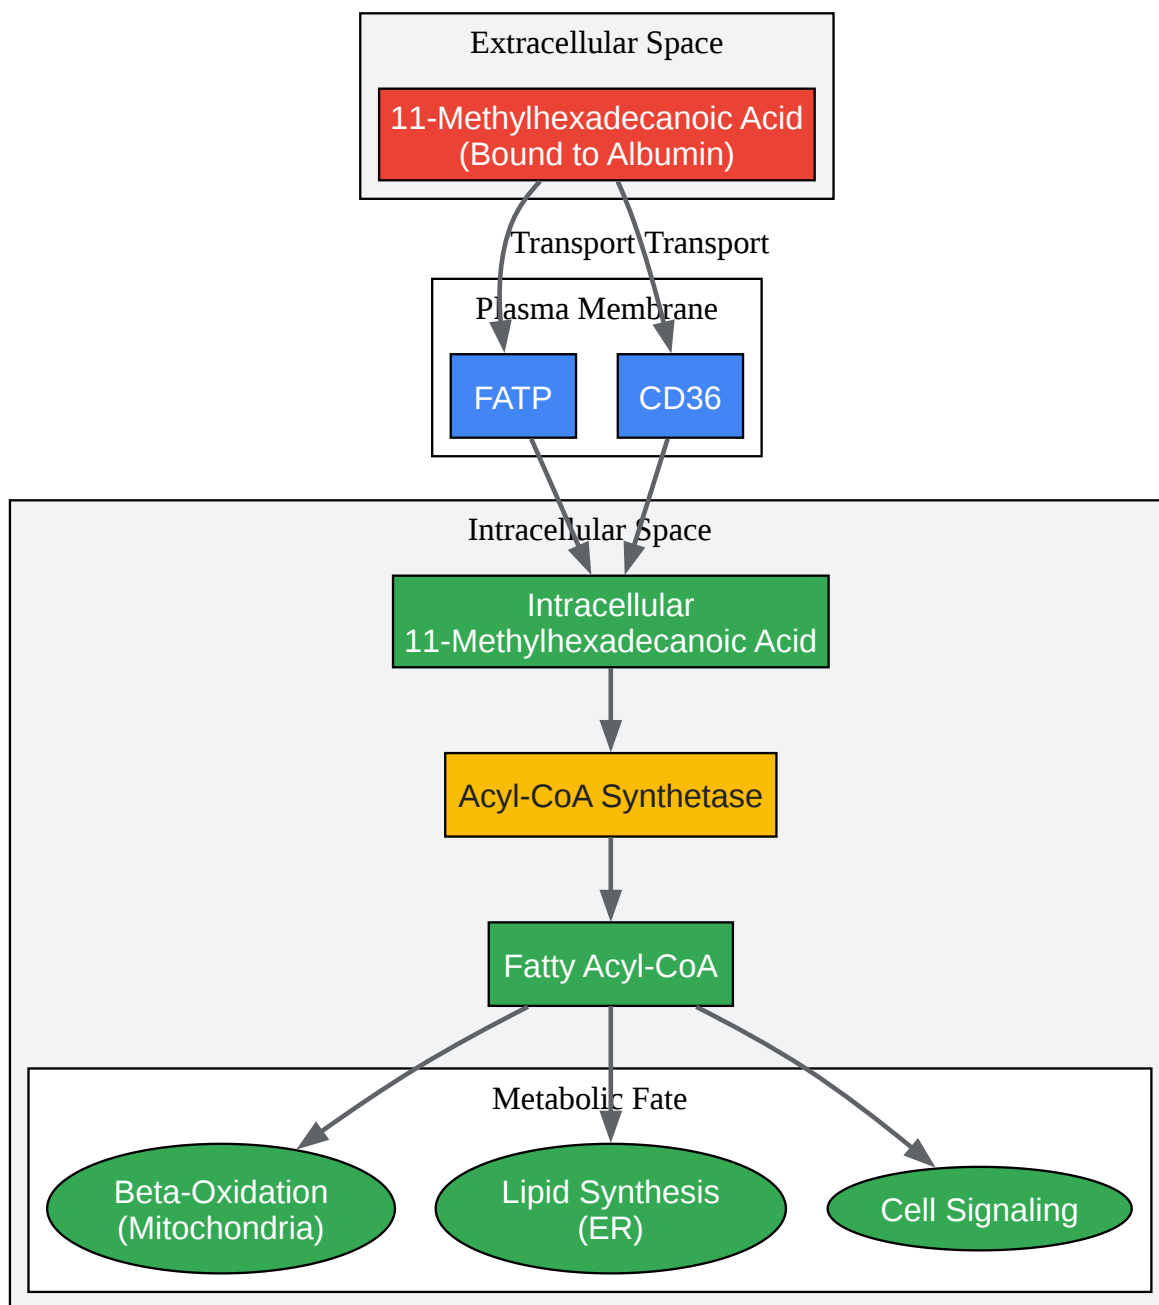 Extracellular Space
11-Methylhexadecanoic Acid
(Bound to Albumin)
Transport
Transport
Plasma Membrane
FATP
CD36
Intracellular Space
Intracellular
11-Methylhexadecanoic Acid
Acyl-CoA Synthetase
Fatty Acyl-CoA
Metabolic Fate
Beta-Oxidation
(Mitochondria)
Lipid Synthesis
(ER)
Cell Signaling